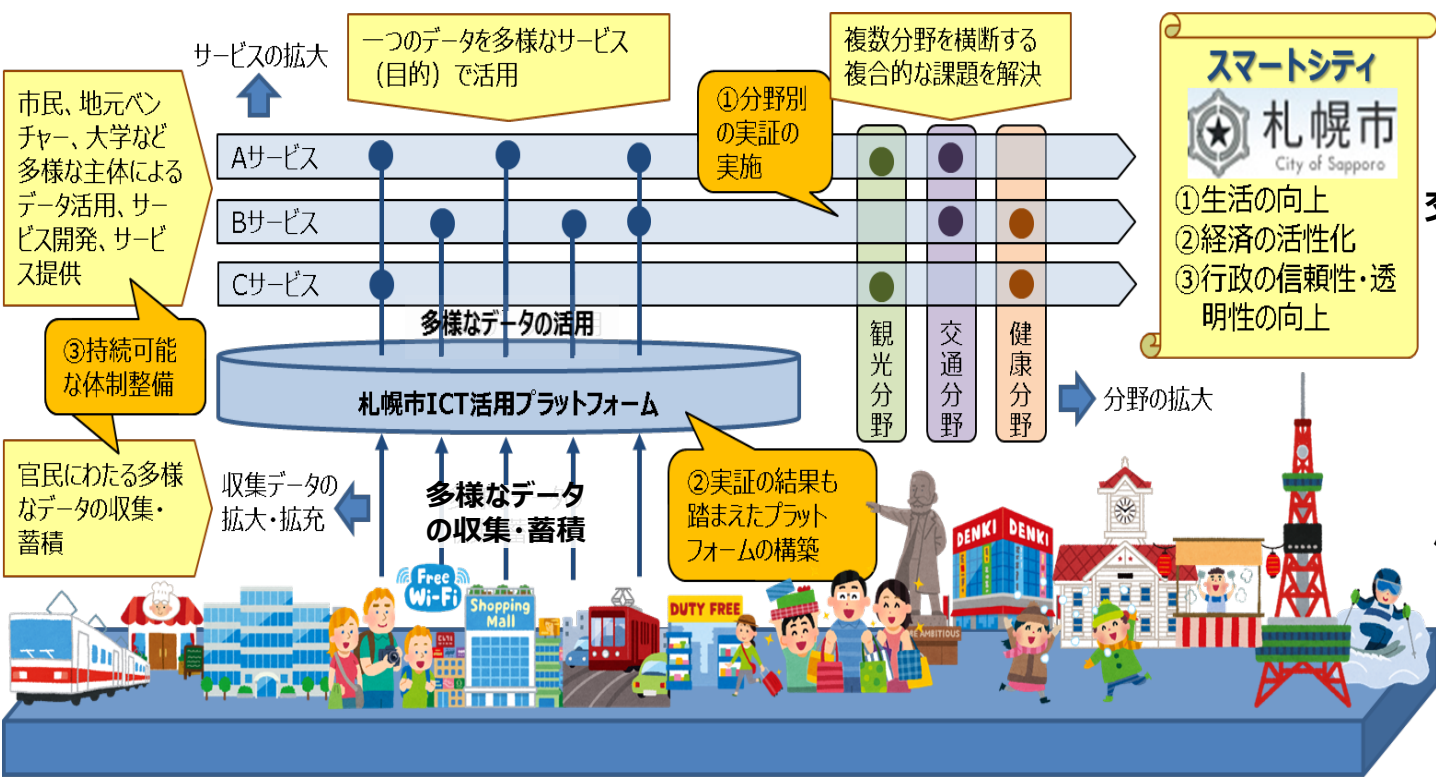 サービスの拡大
一つのデータを多様なサービス
（目的）で活用
複数分野を横断する
複合的な課題を解決
スマートシティ
札幌市
City of Sapporo
①生活の向上
②経済の活性化
③行政の信頼性・透
明性の向上
市民、地元ベン
チャー、大学など
多様な主体による
データ活用、サー
ビス開発、サービ
ス提供
①分野別
の実証の
実施
Aサービス
Bサービス
Cサービス
多様なデータの活用
③持続可能
な体制整備
札幌市ICT活用プラットフォーム
観光分野
交通分野
健康分野
分野の拡大
官民にわたる多様
なデータの収集・
蓄積
収集データの
拡大・拡充
多様なデータ
の収集・蓄積
②実証の結果も
踏まえたプラット
フォームの構築
Free
Wi-Fi
Shopping
Mall
DUTY FREE
DENKI
DENKI
AMBITIOUS